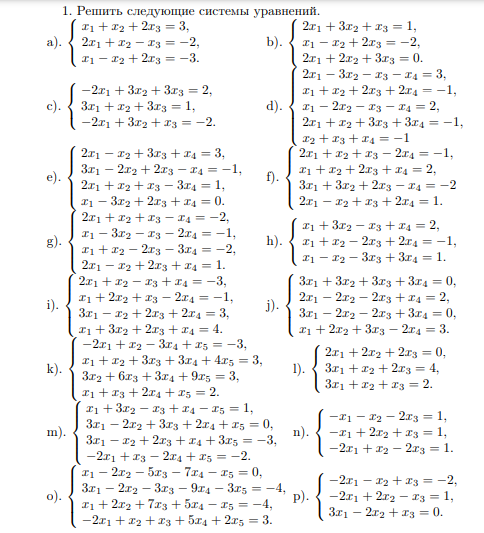 1. Решить следующие системы уравнений.
a). { x₁ + x₂ + 2x₃ = 3,
2x₁ + x₂ − x₃ = −2,
x₁ − x₂ + 2x₃ = −3.
b). { 2x₁ + 3x₂ + x₃ = 1,
x₁ − x₂ + 2x₃ = −2,
2x₁ + 2x₂ + 3x₃ = 0.
c). { −2x₁ + 3x₂ + 3x₃ = 2,
3x₁ + x₂ + 3x₃ = 1,
−2x₁ + 3x₂ + x₃ = −2.
d). { 2x₁ − 3x₂ − x₃ − x₄ = 3,
x₁ + x₂ + 2x₃ + 2x₄ = −1,
x₁ − 2x₂ − x₃ − x₄ = 2,
2x₁ + x₂ + 3x₃ + 3x₄ = −1,
x₂ + x₃ + x₄ = −1
e). { 2x₁ − x₂ + 3x₃ + x₄ = 3,
3x₁ − 2x₂ + 2x₃ − x₄ = −1,
2x₁ + x₂ + x₃ − 3x₄ = 1,
x₁ − 3x₂ + 2x₃ + x₄ = 0.
f). { 2x₁ + x₂ + x₃ − 2x₄ = −1,
x₁ + x₂ + 2x₃ + x₄ = 2,
3x₁ + 3x₂ + 2x₃ − x₄ = −2
2x₁ − x₂ + x₃ + 2x₄ = 1.
g). { 2x₁ + x₂ + x₃ − x₄ = −2,
x₁ − 3x₂ − x₃ − 2x₄ = −1,
x₁ + x₂ − 2x₃ − 3x₄ = −2,
2x₁ − x₂ + 2x₃ + x₄ = 1.
h). { x₁ + 3x₂ − x₃ + x₄ = 2,
x₁ + x₂ − 2x₃ + 2x₄ = −1,
x₁ − x₂ − 3x₃ + 3x₄ = 1.
i). { 2x₁ + x₂ − x₃ + x₄ = −3,
x₁ + 2x₂ + x₃ − 2x₄ = −1,
3x₁ − x₂ + 2x₃ + 2x₄ = 3,
x₁ + 3x₂ + 2x₃ + x₄ = 4.
j). { 3x₁ + 3x₂ + 3x₃ + 3x₄ = 0,
2x₁ − 2x₂ − 2x₃ + x₄ = 2,
3x₁ − 2x₂ − 2x₃ + 3x₄ = 0,
x₁ + 2x₂ + 3x₃ − 2x₄ = 3.
k). { −2x₁ + x₂ − 3x₄ + x₅ = −3,
x₁ + x₂ + 3x₃ + 3x₄ + 4x₅ = 3,
3x₂ + 6x₃ + 3x₄ + 9x₅ = 3,
x₁ + x₃ + 2x₄ + x₅ = 2.
l). { 2x₁ + 2x₂ + 2x₃ = 0,
3x₁ + x₂ + 2x₃ = 4,
3x₁ + x₂ + x₃ = 2.
m). { x₁ + 3x₂ − x₃ + x₄ − x₅ = 1,
3x₁ − 2x₂ + 3x₃ + 2x₄ + x₅ = 0,
3x₁ − x₂ + 2x₃ + x₄ + 3x₅ = −3,
−2x₁ + x₃ − 2x₄ + x₅ = −2.
n). { −x₁ − x₂ − 2x₃ = 1,
−x₁ + 2x₂ + x₃ = 1,
−2x₁ + x₂ − 2x₃ = 1.
o). { x₁ − 2x₂ − 5x₃ − 7x₄ − x₅ = 0,
3x₁ − 2x₂ − 3x₃ − 9x₄ − 3x₅ = −4,
x₁ + 2x₂ + 7x₃ + 5x₄ − x₅ = −4,
−2x₁ + x₂ + x₃ + 5x₄ + 2x₅ = 3.
p). { −2x₁ − x₂ + x₃ = −2,
−2x₁ + 2x₂ − x₃ = 1,
3x₁ − 2x₂ + x₃ = 0.